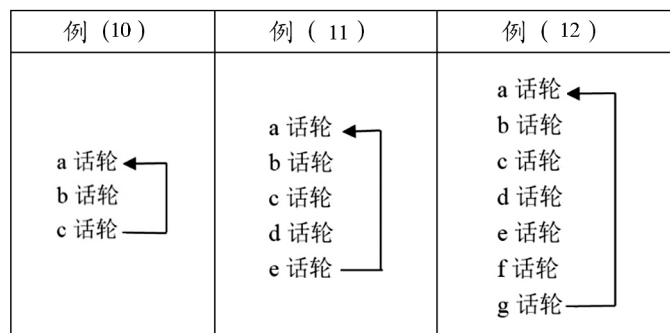 例 (10)
例 ( 11 )
例 ( 12 )
a 话轮
b 话轮
c 话轮
a 话轮
b 话轮
c 话轮
d 话轮
e 话轮
a 话轮
b 话轮
c 话轮
d 话轮
e 话轮
f 话轮
g 话轮